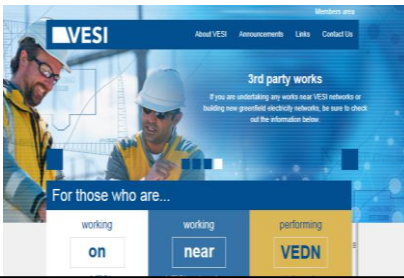 Members area
VESI
About VESI Announcements Links Contact Us
3rd party works
If you are undertaking any works near VESI networks or
building new greenfield electricity networks, be sure to check
out the information below.
For those who are...
working working performing
on near VEDN